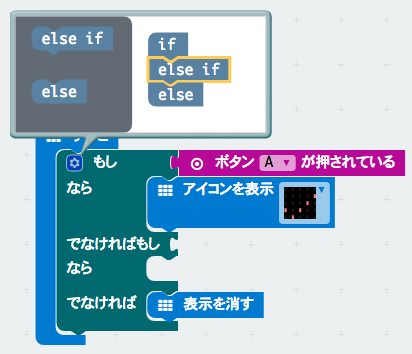 else if
else
if
else if
else
もし
ボタン A ▼ が押されている
なら
アイコンを表示
でなければもし
なら
でなければ
表示を消す